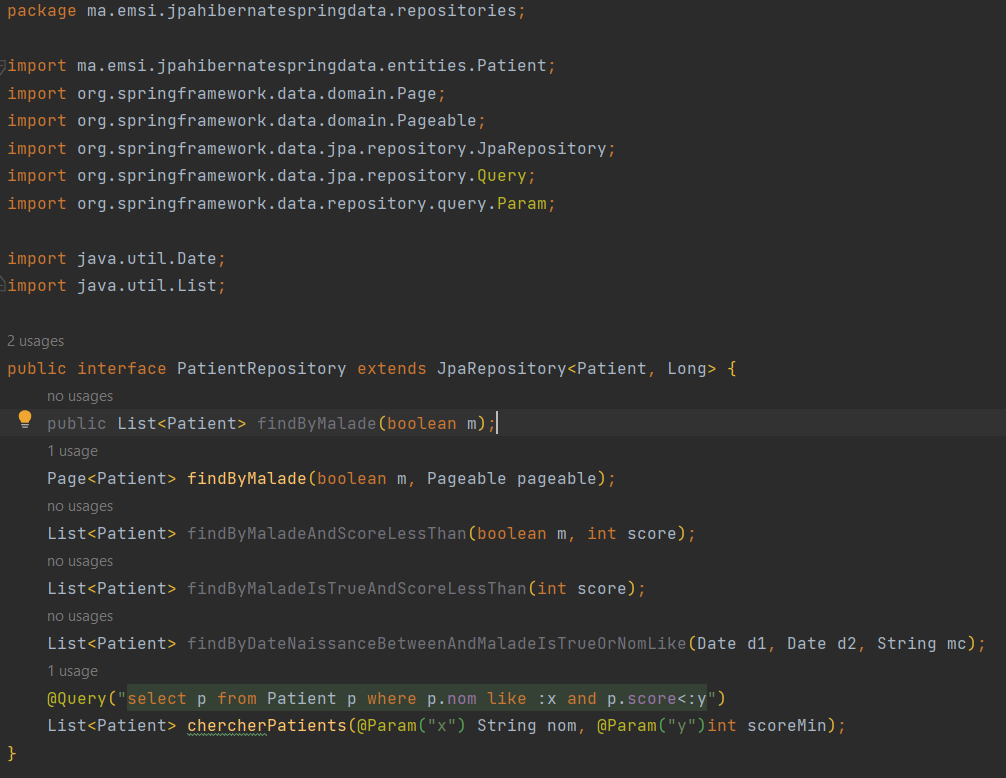 package ma.emsi.jpahibernatespringdata.repositories;
import ma.emsi.jpahibernatespringdata.entities.Patient;
import org.springframework.data.domain.Page;
import org.springframework.data.domain.Pageable;
import org.springframework.data.jpa.repository.JpaRepository;
import org.springframework.data.jpa.repository.Query;
import org.springframework.data.repository.query.Param;
import java.util.Date;
import java.util.List;
2 usages
public interface PatientRepository extends JpaRepository<Patient, Long> {
no usages
public List<Patient> findByMalade(boolean m);
1 usage
Page<Patient> findByMalade(boolean m, Pageable pageable);
no usages
List<Patient> findByMaladeAndScoreLessThan(boolean m, int score);
no usages
List<Patient> findByMaladeIsTrueAndScoreLessThan(int score);
no usages
List<Patient> findByDateNaissanceBetweenAndMaladeIsTrueOrNomLike(Date d1, Date d2, String mc);
1 usage
@Query("select p from Patient p where p.nom like :x and p.score<:y")
List<Patient> chercherPatients(@Param("x") String nom, @Param("y")int scoreMin);
}